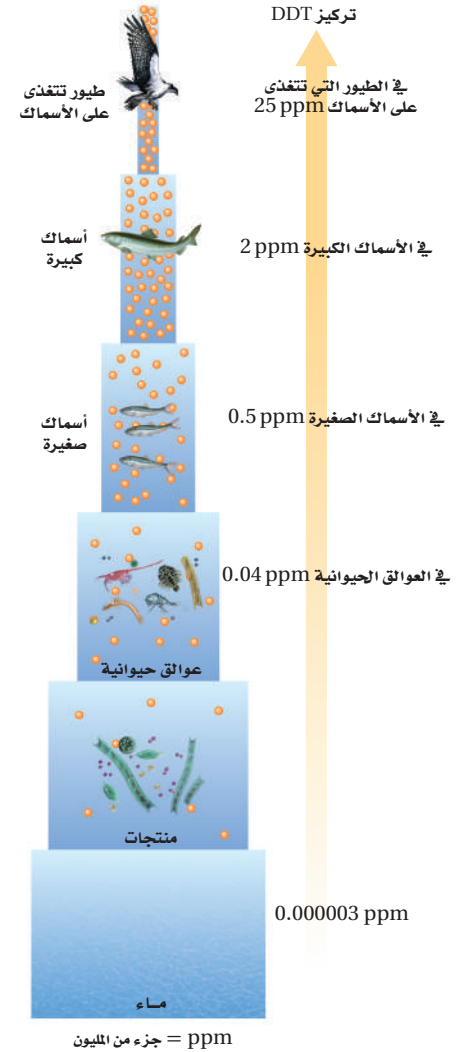 تركيز DDT
في الطيور التي تتغذى
على الأسماك 25 ppm
طيور تتغذى
على الأسماك
في الأسماك الكبيرة 2 ppm
أسماك
كبيرة
في الأسماك الصغيرة 0.5 ppm
أسماك
صغيرة
في العوالق الحيوانية 0.04 ppm
عوالق حيوانية
منتجات
0.000003 ppm
مـاء
ppm = جزء من المليون